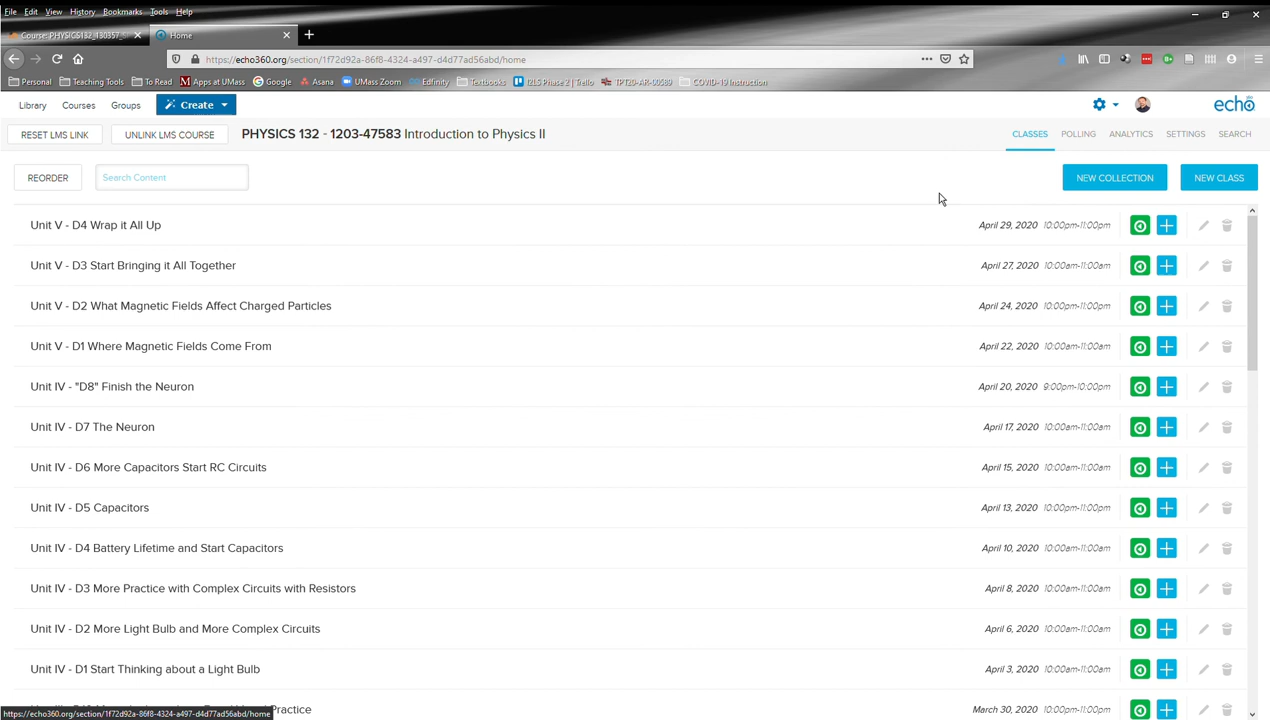 File Edit View History Bookmarks Tools Help
Course: PHYSICS132_130357_SP Home
https://echo360.org/section/1f72d92a-86f8-4324-a497-d4d77ad56abd/home
Personal Teaching Tools To Read Apps at UMass Google Asana UMass Zoom Edfinity Textbooks I2LS Phase 2 | Trello TPT20-AR-00589 COVID-19 Instruction
Library Courses Groups Create echo
RESET LMS LINK UNLINK LMS COURSE PHYSICS 132 - 1203-47583 Introduction to Physics II CLASSES POLLING ANALYTICS SETTINGS SEARCH
REORDER Search Content NEW COLLECTION NEW CLASS
Unit V - D4 Wrap it All Up April 29, 2020 10:00pm-11:00pm
Unit V - D3 Start Bringing it All Together April 27, 2020 10:00am-11:00am
Unit V - D2 What Magnetic Fields Affect Charged Particles April 24, 2020 10:00pm-11:00pm
Unit V - D1 Where Magnetic Fields Come From April 22, 2020 10:00am-11:00am
Unit IV - "D8" Finish the Neuron April 20, 2020 9:00pm-10:00pm
Unit IV - D7 The Neuron April 17, 2020 10:00am-11:00am
Unit IV - D6 More Capacitors Start RC Circuits April 15, 2020 10:00am-11:00am
Unit IV - D5 Capacitors April 13, 2020 10:00pm-11:00pm
Unit IV - D4 Battery Lifetime and Start Capacitors April 10, 2020 10:00am-11:00am
Unit IV - D3 More Practice with Complex Circuits with Resistors April 8, 2020 10:00am-11:00am
Unit IV - D2 More Light Bulb and More Complex Circuits April 6, 2020 10:00am-11:00am
Unit IV - D1 Start Thinking about a Light Bulb April 3, 2020 10:00am-11:00am
Practice March 30, 2020 10:00am-11:00am
https://echo360.org/section/1f72d92a-86f8-4324-a497-d4d77ad56abd/home